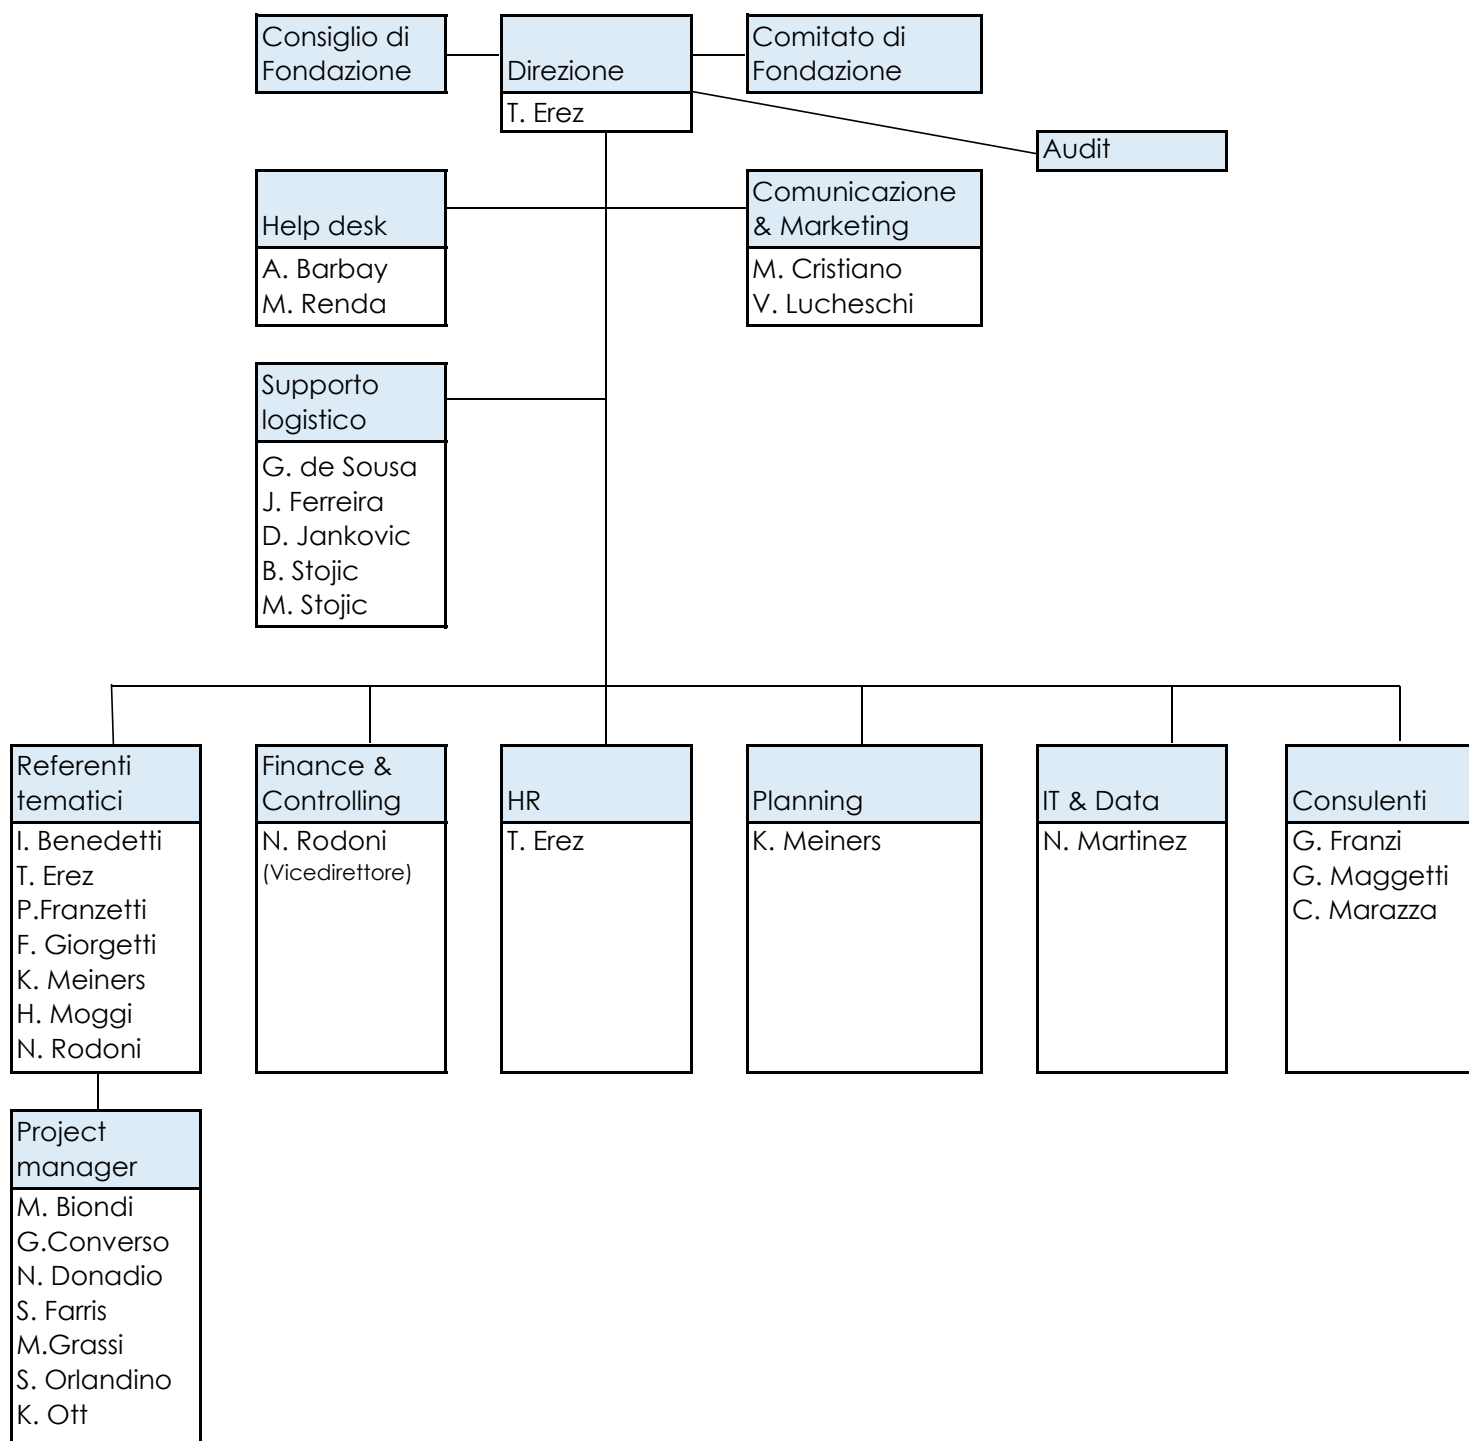 Consiglio di
Fondazione
Direzione
T. Erez
Comitato di
Fondazione
Audit
Help desk
A. Barbay
M. Renda
Comunicazione
& Marketing
M. Cristiano
V. Lucheschi
Supporto
logistico
G. de Sousa
J. Ferreira
D. Jankovic
B. Stojic
M. Stojic
Referenti
tematici
I. Benedetti
T. Erez
P.Franzetti
F. Giorgetti
K. Meiners
H. Moggi
N. Rodoni
Finance &
Controlling
N. Rodoni
(Vicedirettore)
HR
T. Erez
Planning
K. Meiners
IT & Data
N. Martinez
Consulenti
G. Franzi
G. Maggetti
C. Marazza
Project
manager
M. Biondi
G.Converso
N. Donadio
S. Farris
M.Grassi
S. Orlandino
K. Ott